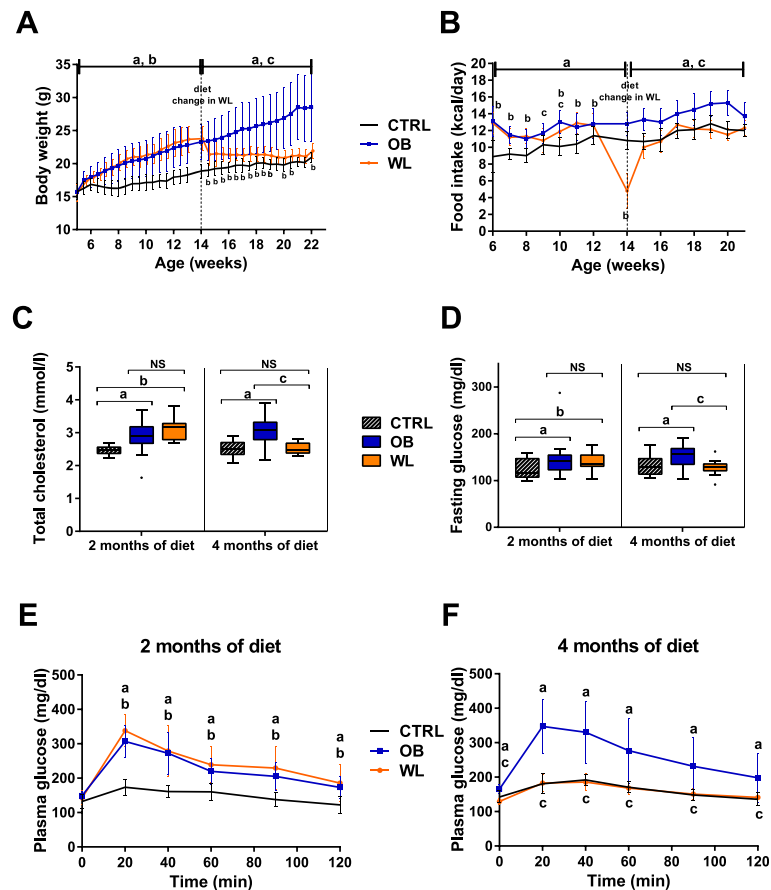 A
Body weight (g)
35
30
25
20
15
10
a, b
a, c
diet
change in WL
b b b b b b b b b b b b
6 8 10 12 14 16 18 20 22
Age (weeks)
CTRL
OB
WL
B
Food intake (kcal/day)
20
18
16
14
12
10
8
6
4
2
0
a
a, c
diet
change in WL
b b b c b
c b b
b
6 8 10 12 14 16 18 20
Age (weeks)
C
Total cholesterol (mmol/l)
5
4
3
2
1
0
NS
b
a
NS
c
a
2 months of diet
4 months of diet
CTRL
OB
WL
D
Fasting glucose (mg/dl)
300
200
100
0
NS
b
a
NS
c
a
2 months of diet
4 months of diet
CTRL
OB
WL
E
2 months of diet
Plasma glucose (mg/dl)
500
400
300
200
100
0
a
b
a
b
a
b
a
b
a
b
0 20 40 60 80 100 120
Time (min)
CTRL
OB
WL
F
4 months of diet
Plasma glucose (mg/dl)
500
400
300
200
100
0
a
c
a a a a a
c c c c c
0 20 40 60 80 100 120
Time (min)